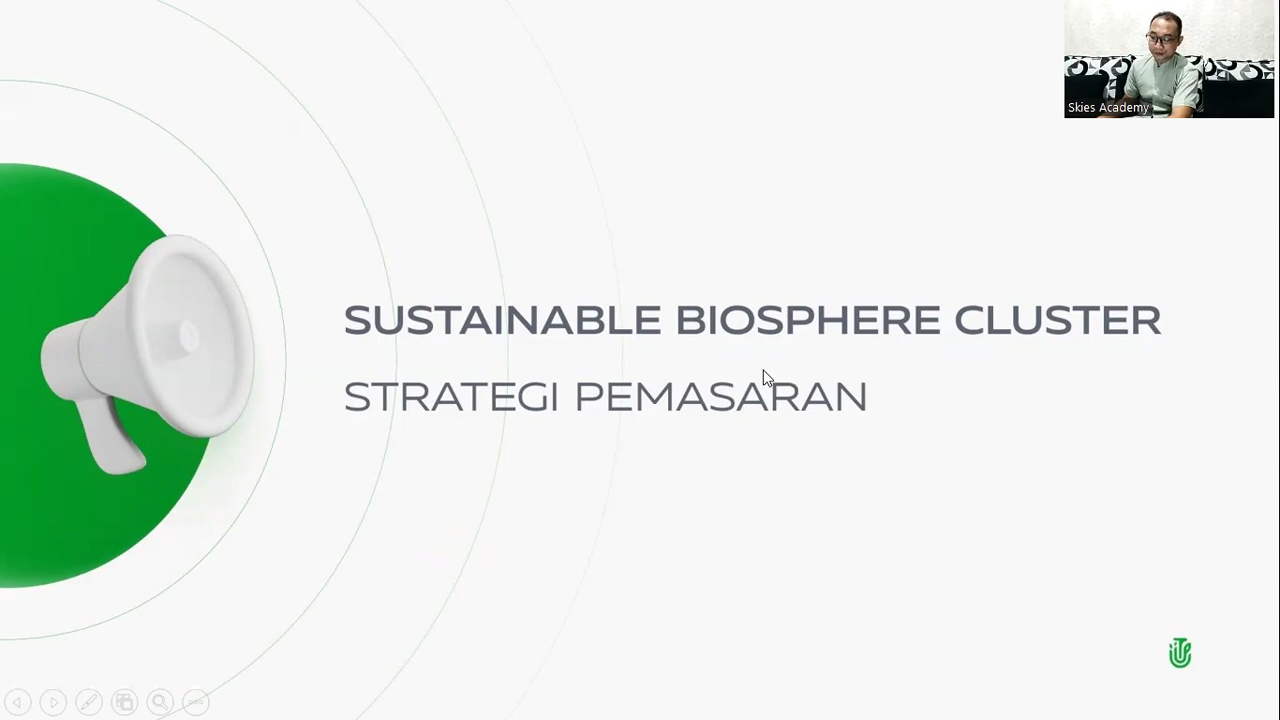 Skies Academy
SUSTAINABLE BIOSPHERE CLUSTER
STRATEGI PEMASARAN